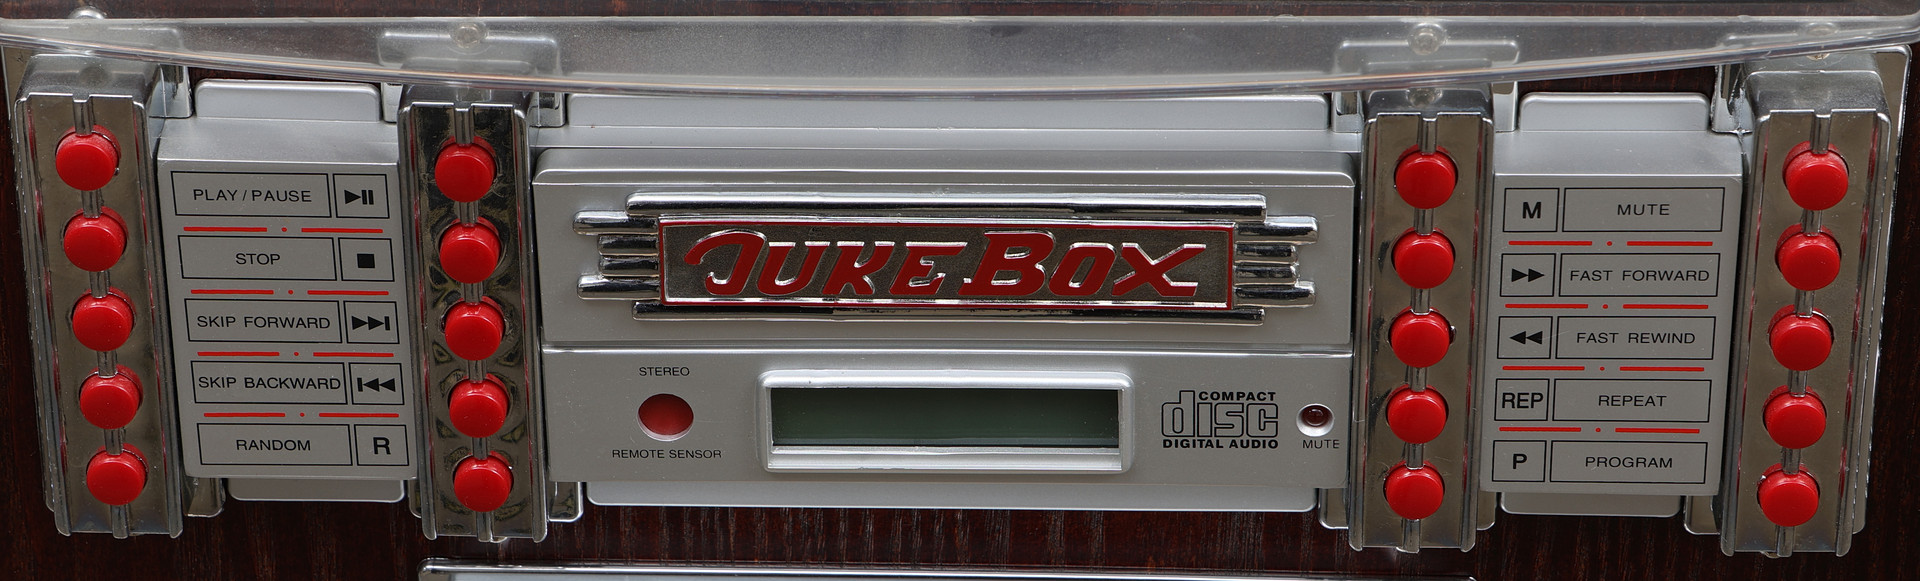 PLAY/PAUSE
STOP
SKIP FORWARD
SKIP BACKWARD
RANDOM R
JUKE BOX
STEREO
REMOTE SENSOR
COMPACT
disc
DIGITAL AUDIO
MUTE
M MUTE
FAST FORWARD
FAST REWIND
REP REPEAT
P PROGRAM